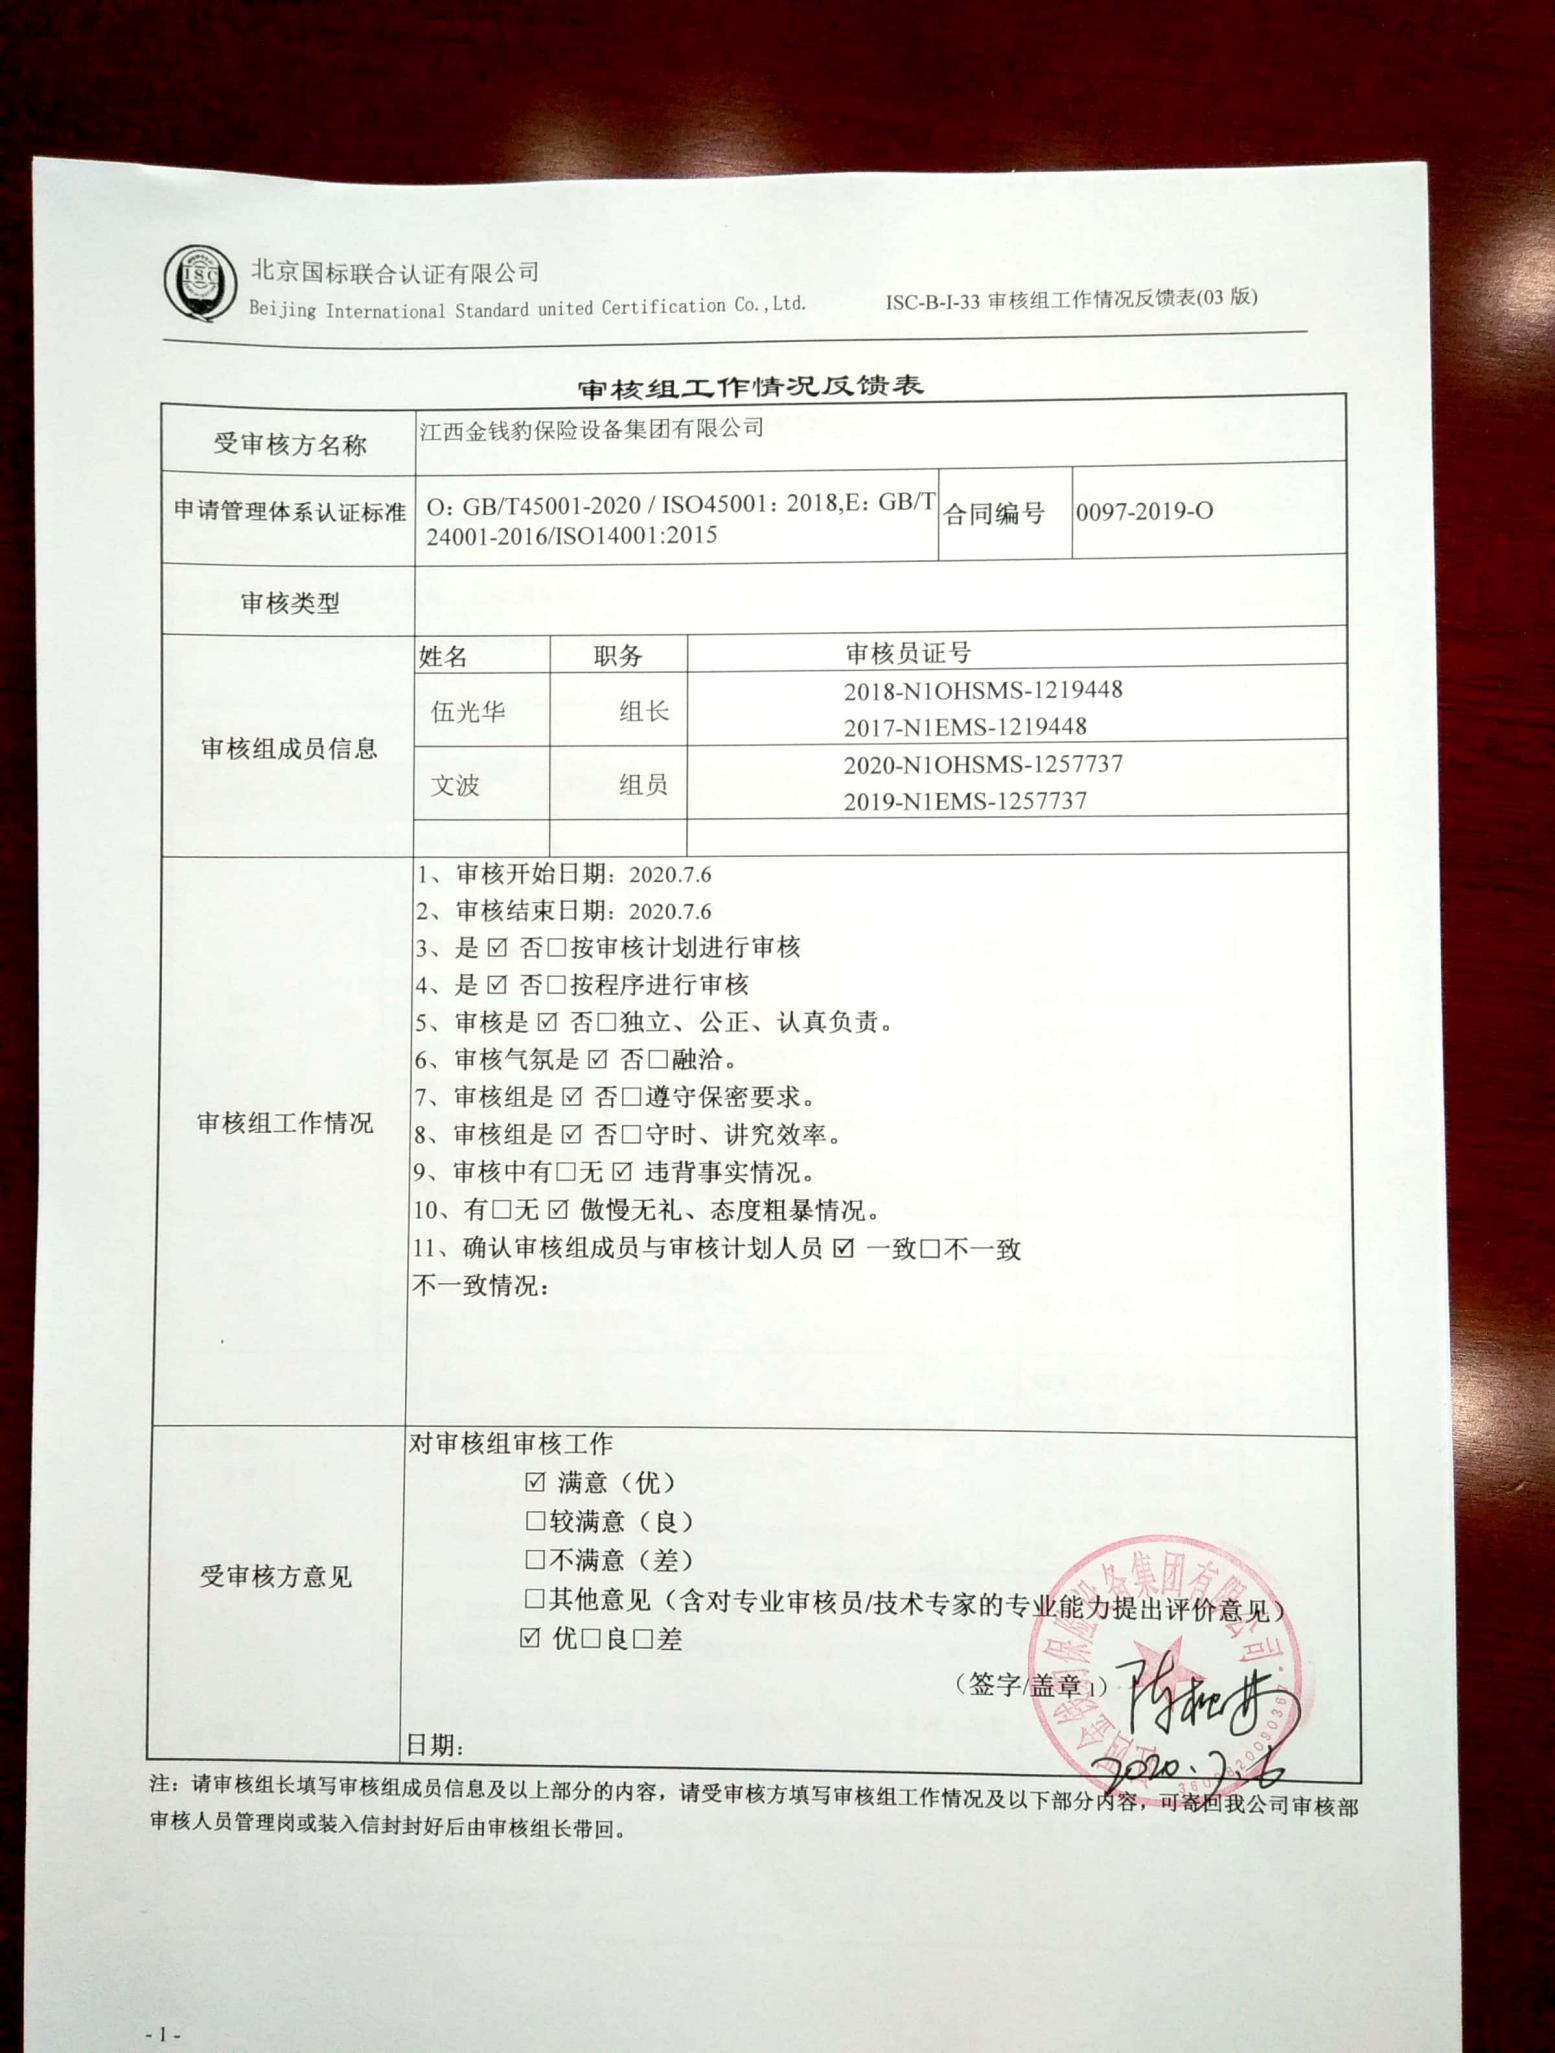 ISC
北京国标联合认证有限公司
Beijing International Standard united Certification Co.,Ltd.
ISC-B-I-33 审核组工作情况反馈表(03 版)
审核组工作情况反馈表
受审核方名称
江西金钱豹保险设备集团有限公司
申请管理体系认证标准
O: GB/T45001-2020 / ISO45001: 2018,E: GB/T
24001-2016/ISO14001:2015
合同编号
0097-2019-O
审核类型
审核组成员信息
姓名 职务 审核员证号
伍光华 组长
2018-N1OHSMS-1219448
2017-N1EMS-1219448
文波 组员
2020-N1OHSMS-1257737
2019-N1EMS-1257737
审核组工作情况
1、审核开始日期: 2020.7.6
2、审核结束日期: 2020.7.6
3、是 ☑ 否□按审核计划进行审核
4、是 ☑ 否□按程序进行审核
5、审核是 ☑ 否□独立、公正、认真负责。
6、审核气氛是 ☑ 否□融洽。
7、审核组是 ☑ 否□遵守保密要求。
8、审核组是 ☑ 否□守时、讲究效率。
9、审核中有□无 ☑ 违背事实情况。
10、有□无 ☑ 傲慢无礼、态度粗暴情况。
11、确认审核组成员与审核计划人员 ☑ 一致□不一致
不一致情况:
受审核方意见
对审核组审核工作
☑ 满意（优）
□较满意（良）
□不满意（差）
□其他意见（含对专业审核员/技术专家的专业能力提出评价意见）
☑ 优□良□差
（签字/盖章）
2020.7.6
日期:
江西金钱豹保险设备集团有限公司
注: 请审核组长填写审核组成员信息及以上部分的内容，请受审核方填写审核组工作情况及以下部分内容，可寄回我公司审核部
审核人员管理岗或装入信封封好后由审核组长带回。
- 1 -